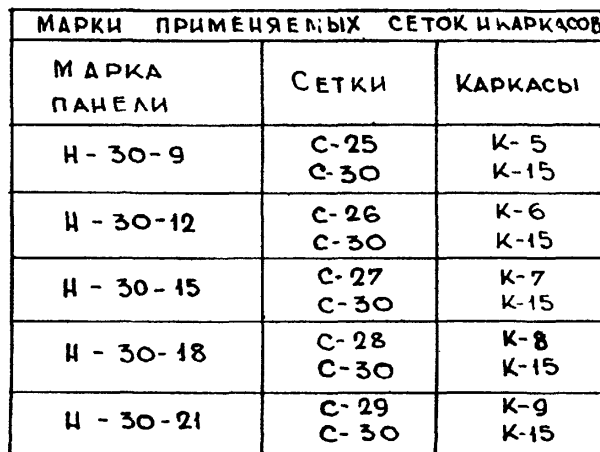 МАРКИ ПРИМЕНЯЕМЫХ СЕТОК И КАРКАСОВ
МАРКА ПАНЕЛИ СЕТКИ КАРКАСЫ
Н - 30-9 С-25 К-5
С-30 К-15
Н - 30-12 С-26 К-6
С-30 К-15
Н - 30-15 С-27 К-7
С-30 К-15
Н - 30-18 С-28 К-8
С-30 К-15
Н - 30-21 С-29 К-9
С-30 К-15